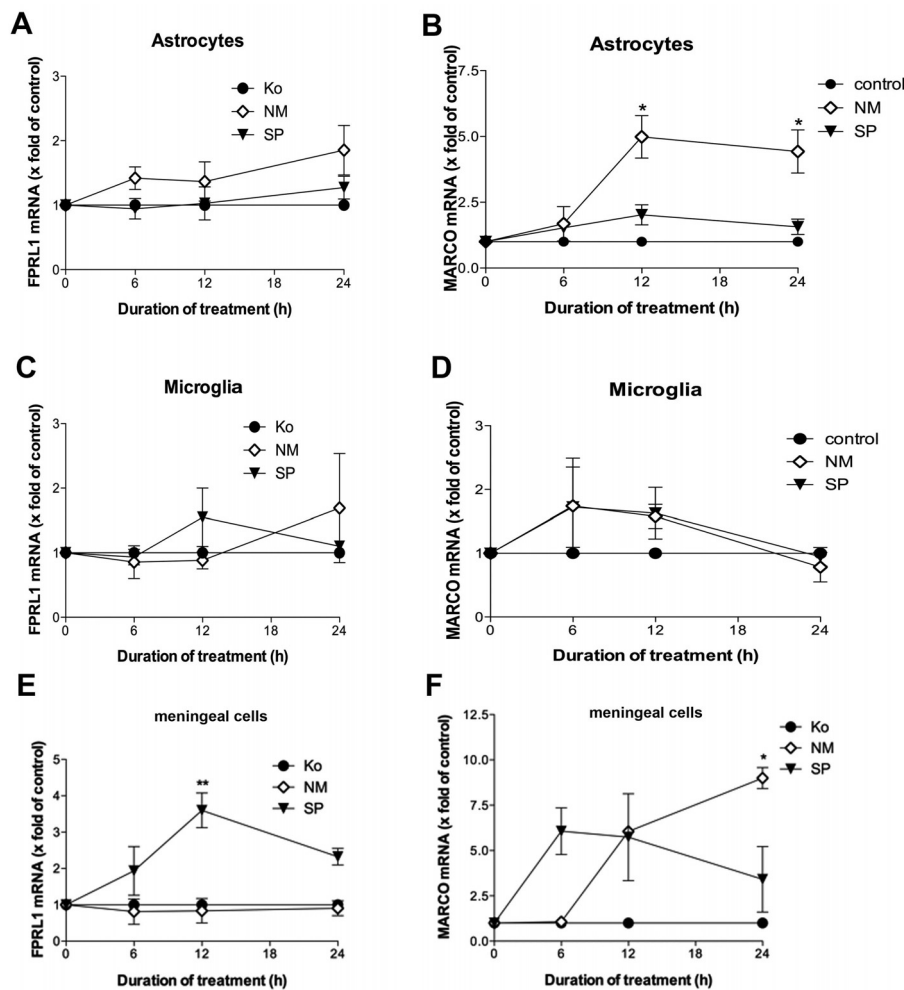 A
Astrocytes
FPRL1 mRNA (x fold of control)
3
2
1
0
Ko
NM
SP
0 6 12 18 24
Duration of treatment (h)
B
Astrocytes
MARCO mRNA (x fold of control)
7.5
5.0
2.5
0.0
control
NM
SP
*
*
0 6 12 18 24
Duration of treatment (h)
C
Microglia
FPRL1 mRNA (x fold of control)
3
2
1
0
Ko
NM
SP
0 6 12 18 24
Duration of treatment (h)
D
Microglia
MARCO mRNA (x fold of control)
3
2
1
0
control
NM
SP
0 6 12 18 24
Duration of treatment (h)
E
meningeal cells
FPRL1 mRNA (x fold of control)
5
4
3
2
1
0
Ko
NM
SP
**
0 6 12 18 24
Duration of treatment (h)
F
meningeal cells
MARCO mRNA (x fold of control)
12.5
10.0
7.5
5.0
2.5
0.0
Ko
NM
SP
*
0 6 12 18 24
Duration of treatment (h)